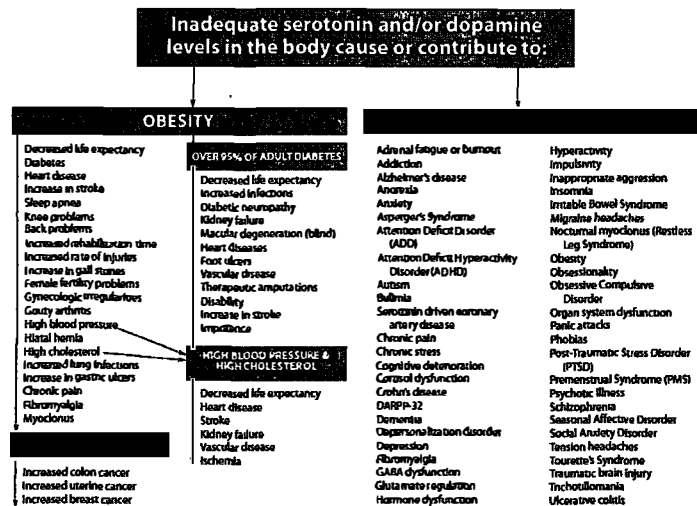 Inadequate serotonin and/or dopamine
levels in the body cause or contribute to:
OBESITY
Decreased life expectancy
Diabetes
Heart disease
Increase in stroke
Sleep apnea
Knee problems
Back problems
Increased rehabilization time
Increased rate of injuries
Increase in gall stones
Female fertility problems
Gynecologic irregularities
Gouty arthritis
High blood pressure
Hiatal hernia
High cholesterol
Increased lung infections
Increase in gastric ulcers
Chronic pain
Fibromyalgia
Myoclonus
Increased colon cancer
Increased uterine cancer
Increased breast cancer
OVER 95% OF ADULT DIABETES
Decreased life expectancy
Increased infections
Diabetic neuropathy
Kidney failure
Macular degeneration (blind)
Heart diseases
Foot ulcers
Vascular disease
Therapeutic amputations
Disability
Increase in stroke
Impotence
HIGH BLOOD PRESSURE &
HIGH CHOLESTEROL
Decreased life expectancy
Heart disease
Stroke
Kidney failure
Vascular disease
Ischemia
Adrenal fatigue or burnout
Addiction
Alzheimer's disease
Anorexia
Anxiety
Asperger's Syndrome
Attention Deficit Disorder
(ADD)
Attention Deficit Hyperactivity
Disorder (ADHD)
Autism
Bulimia
Serotonin driven coronary
artery disease
Chronic pain
Chronic stress
Cognitive deterioration
Cortisol dysfunction
Crohn's disease
DARPP-32
Dementia
Depersonalization disorder
Depression
Fibromyalgia
GABA dysfunction
Glutamate regulation
Hormone dysfunction
Hyperactivity
Impulsivity
Inappropriate aggression
Insomnia
Irritable Bowel Syndrome
Migraine headaches
Nocturnal myoclonus (Restless
Leg Syndrome)
Obesity
Obsessionality
Obsessive Compulsive
Disorder
Organ system dysfunction
Panic attacks
Phobias
Post-Traumatic Stress Disorder
(PTSD)
Premenstrual Syndrome (PMS)
Psychotic illness
Schizophrenia
Seasonal Affective Disorder
Social Anxiety Disorder
Tension headaches
Tourette's Syndrome
Traumatic brain injury
Trichotillomania
Ulcerative colitis